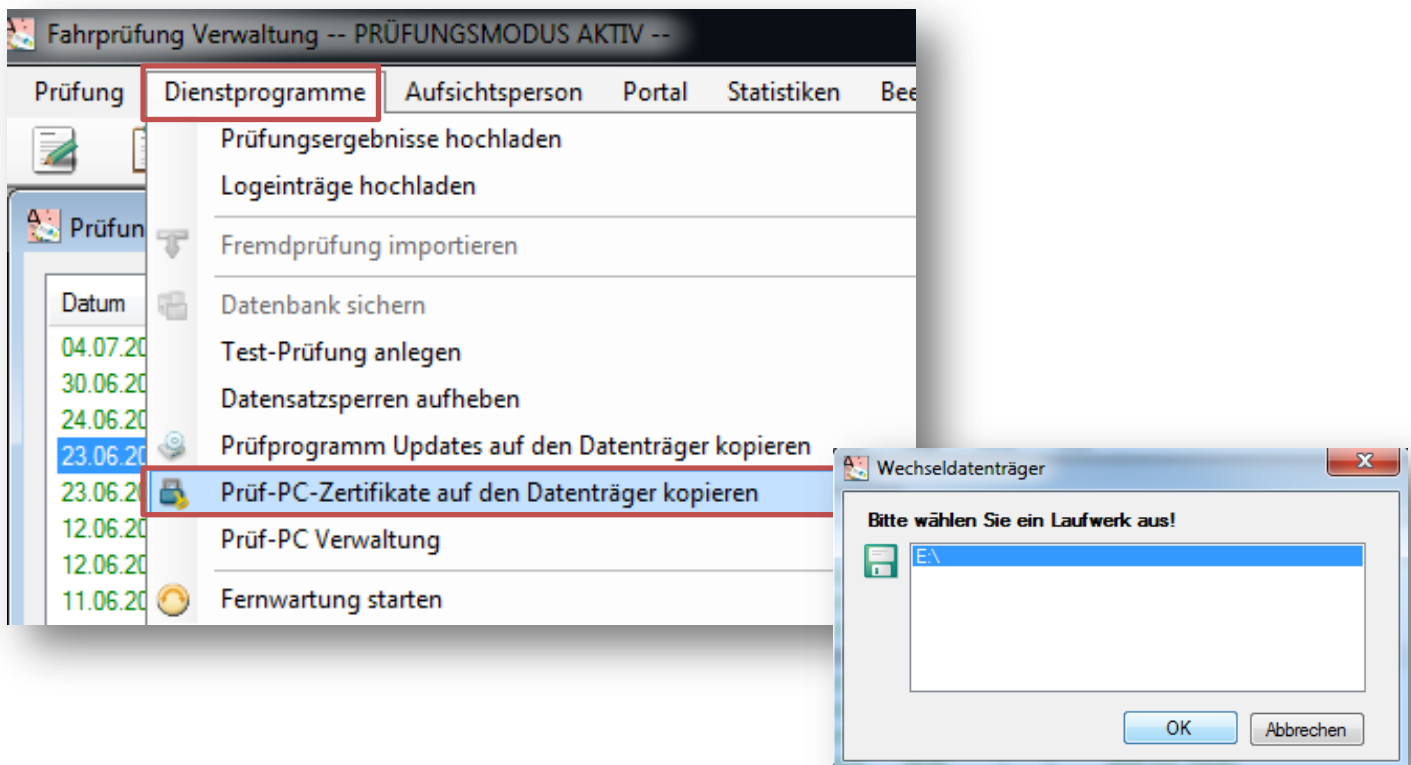 Fahrprüfung Verwaltung -- PRÜFUNGSMODUS AKTIV --
Prüfung Dienstprogramme Aufsichtsperson Portal Statistiken Bee
Prüfungsergebnisse hochladen
Logeinträge hochladen
Prüfun
Fremdprüfung importieren
Datum
Datenbank sichern
04.07.20
Test-Prüfung anlegen
30.06.20
Datensatzsperren aufheben
24.06.20
Prüfprogramm Updates auf den Datenträger kopieren
23.06.20
Prüf-PC-Zertifikate auf den Datenträger kopieren
23.06.20
12.06.20
Prüf-PC Verwaltung
12.06.20
11.06.20
Fernwartung starten
Wechseldatenträger
Bitte wählen Sie ein Laufwerk aus!
E:\
OK Abbrechen